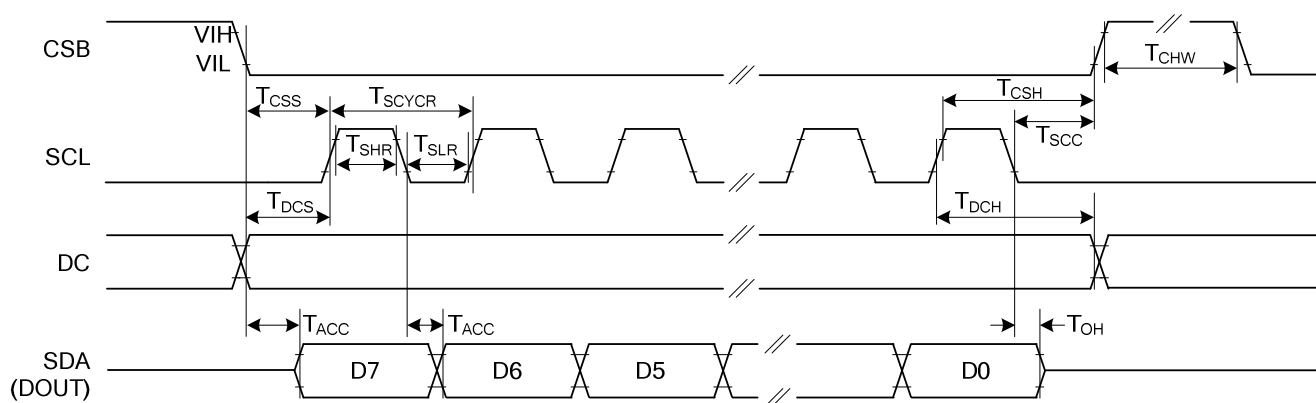 CSB
VIH
VIL
TCHW
TCSS
TSCYCR
TCSH
TSCC
SCL
TSHR
TSLR
TDCS
TDCH
DC
TACC
TACC
TOH
SDA
(DOUT)
D7
D6
D5
D0